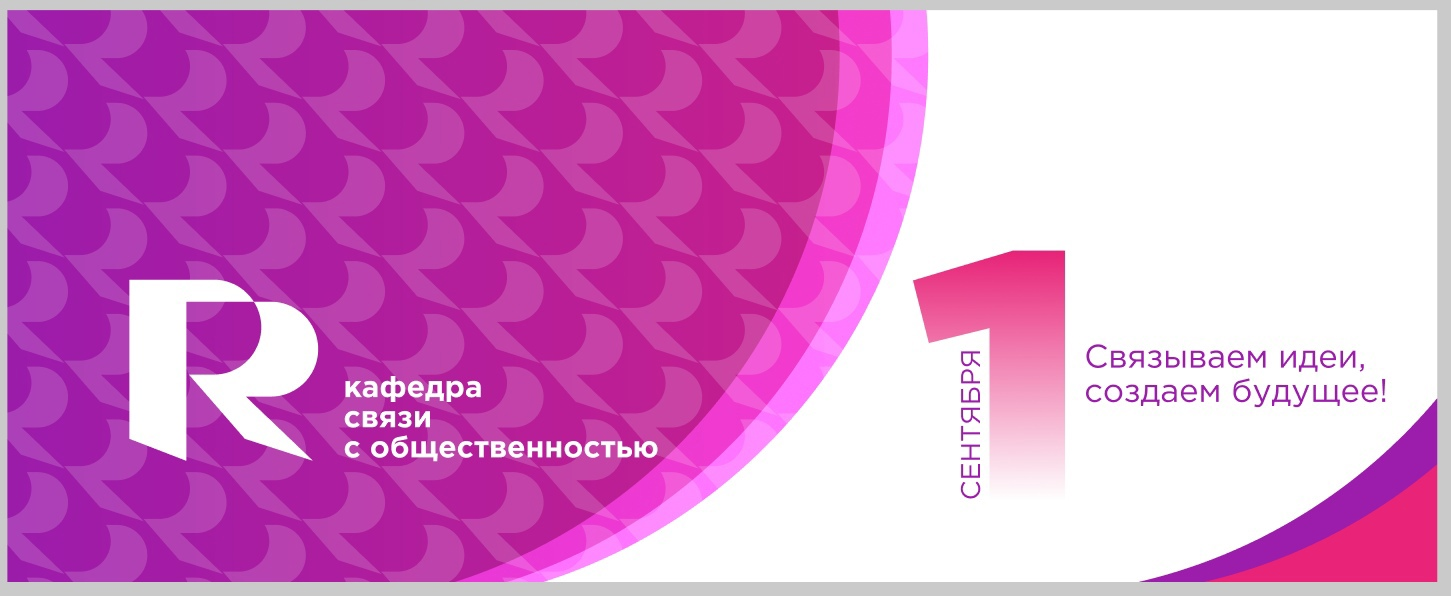 R
кафедра
связи
с общественностью
1
СЕНТЯБРЯ
Связываем идеи,
создаем будущее!